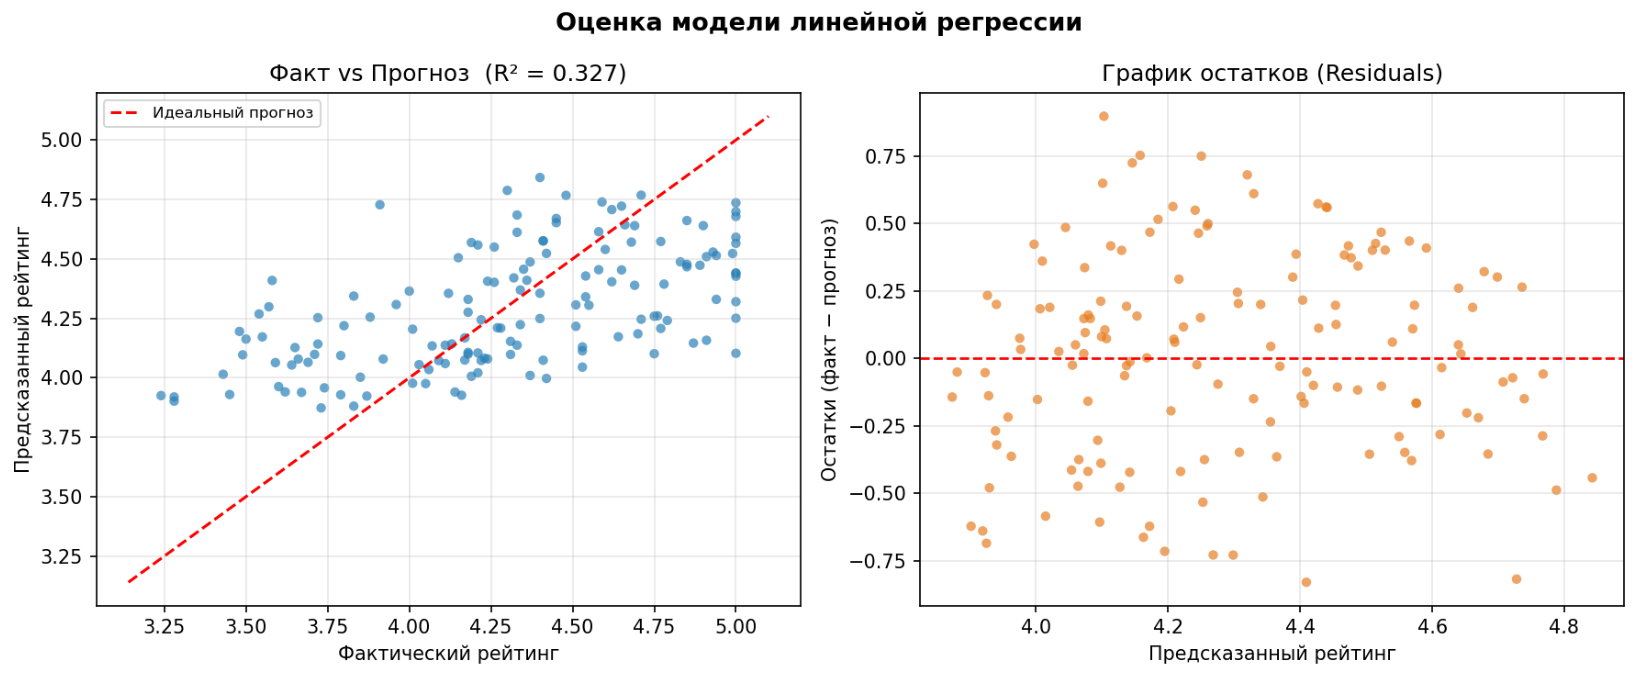 Оценка модели линейной регрессии
Факт vs Прогноз (R² = 0.327)
Идеальный прогноз
5.00
4.75
4.50
4.25
4.00
3.75
3.50
3.25
Предсказанный рейтинг
3.25 3.50 3.75 4.00 4.25 4.50 4.75 5.00
Фактический рейтинг
График остатков (Residuals)
0.75
0.50
0.25
0.00
−0.25
−0.50
−0.75
Остатки (факт − прогноз)
4.0 4.2 4.4 4.6 4.8
Предсказанный рейтинг